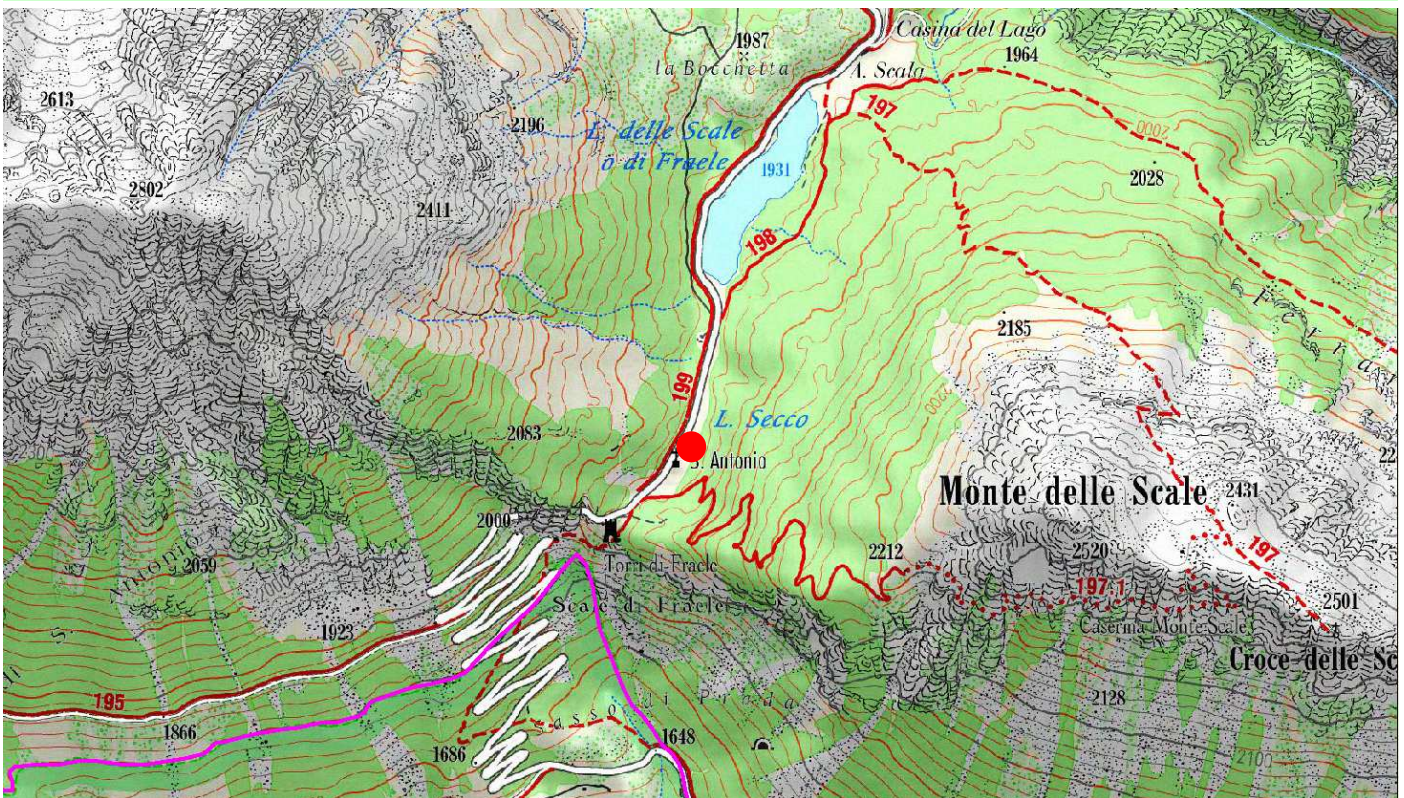 Casina del Lago
1987
la Bocchetta
1964
A. Scala
2613
197
2196
L. delle Scale
o di Fraele
2000
1931
2028
2802
2411
198
2185
199
L. Secco
2083
S. Antonio
Monte delle Scale
2431
2000
2212
2520
197
2059
Torri di Fraele
197.1
Scale di Fraele
2501
1923
Caserma Monte Scale
Croce delle Sc
195
2128
Sasso di Prada
1866
1686
1648
2100